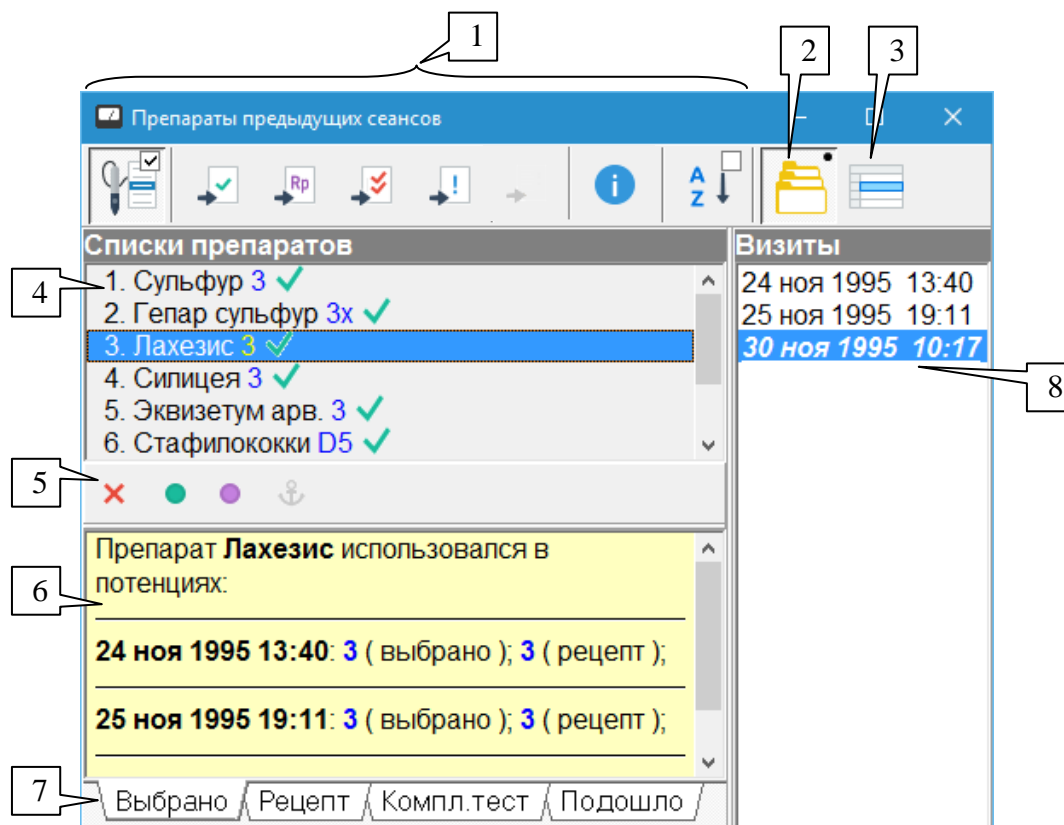 1
2
3
Препараты предыдущих сеансов
Rp
!
i
A
Z
Списки препаратов
Визиты
4
1. Сульфур 3
2. Гепар сульфур 3x
3. Лахезис 3
4. Силицея 3
5. Эквизетум арв. 3
6. Стафилококки D5
24 ноя 1995 13:40
25 ноя 1995 19:11
30 ноя 1995 10:17
8
5
6
Препарат Лахезис использовался в
потенциях:
24 ноя 1995 13:40: 3 ( выбрано ); 3 ( рецепт );
25 ноя 1995 19:11: 3 ( выбрано ); 3 ( рецепт );
7
Выбрано Рецепт Компл.тест Подошло